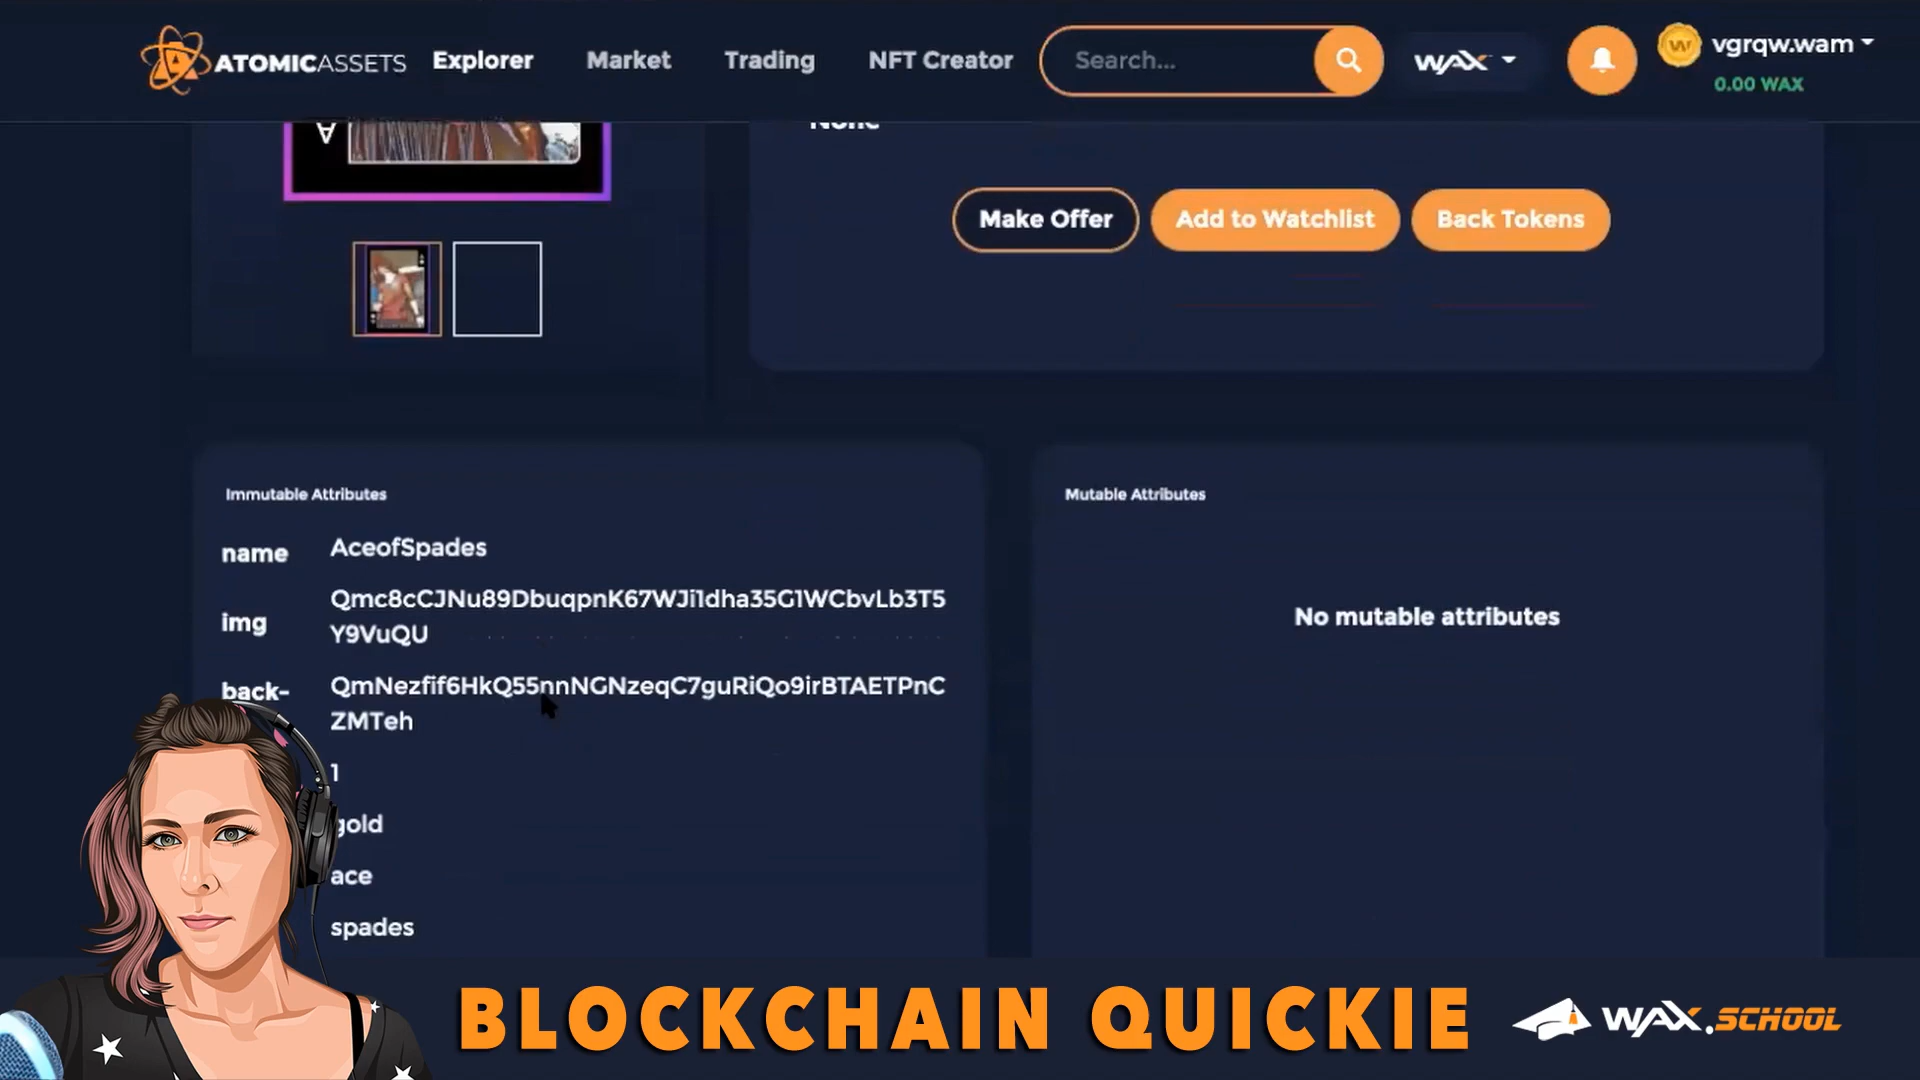 ATOMICASSETS
Explorer
Market
Trading
NFT Creator
Search...
WAX
W
vgrqw.wam
0.00 WAX
A
None
Make Offer
Add to Watchlist
Back Tokens
Immutable Attributes
name
AceofSpades
img
Qmc8cCJNu89DbuqpnK67WJi1dha35G1WCbvLb3T5
Y9VuQU
back-
QmNezfif6HkQ55nnNGNzeqC7guRiQo9irBTAETPnC
ZMTeh
1
gold
ace
spades
Mutable Attributes
No mutable attributes
BLOCKCHAIN QUICKIE
WAX.SCHOOL